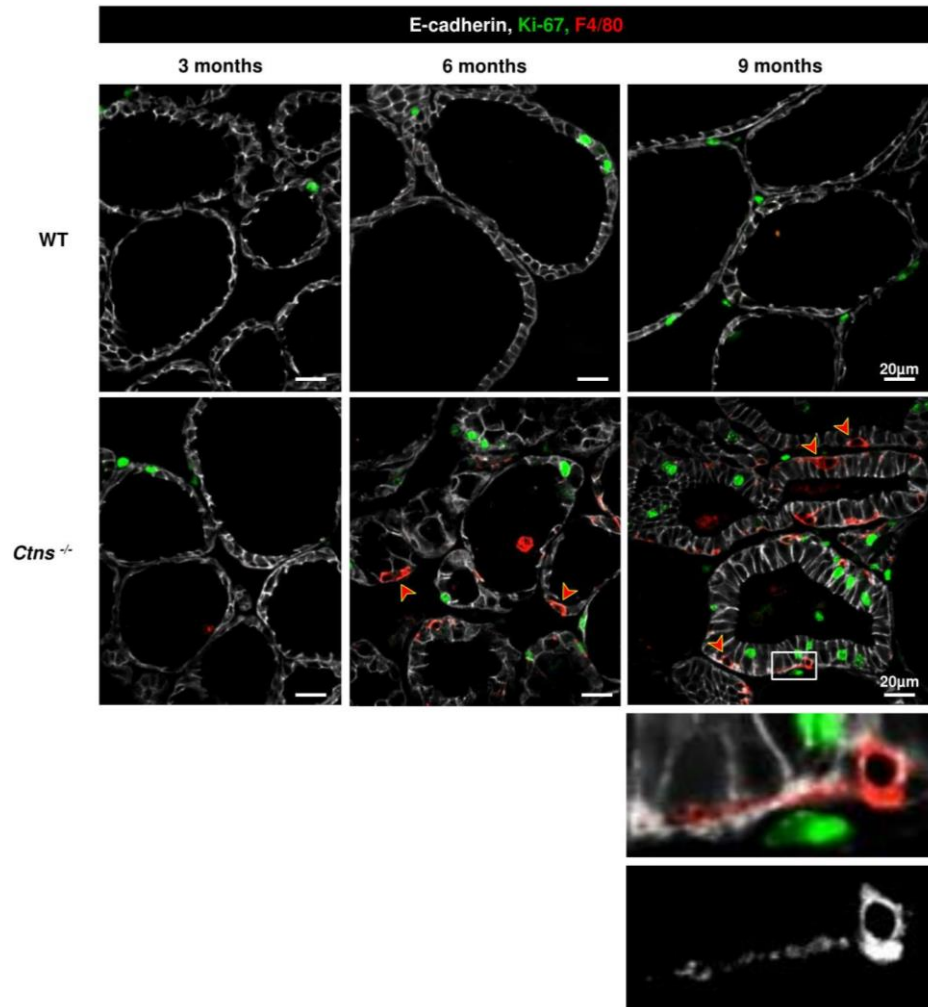 E-cadherin, Ki-67, F4/80
3 months 6 months 9 months
WT
20µm
Ctns -/-
20µm